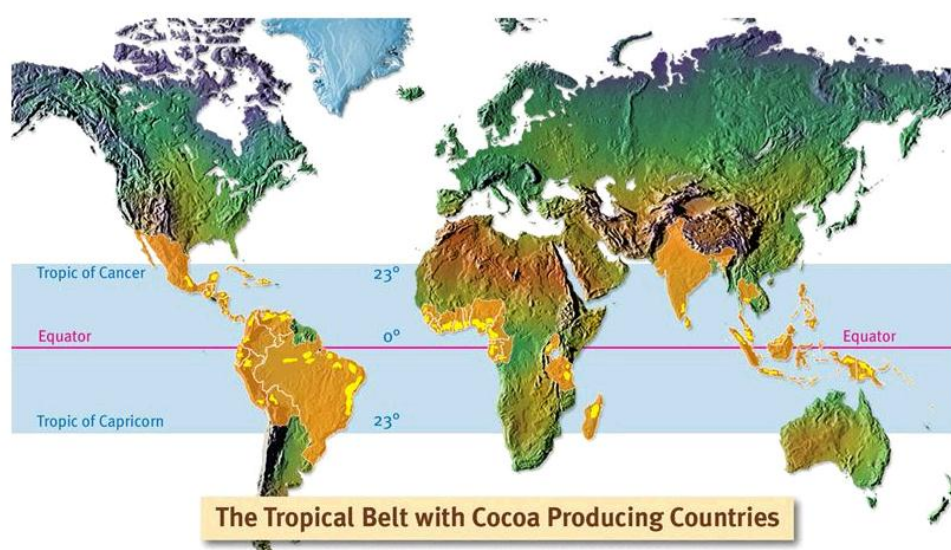 Tropic of Cancer 23°
Equator 0° Equator
Tropic of Capricorn 23°
The Tropical Belt with Cocoa Producing Countries